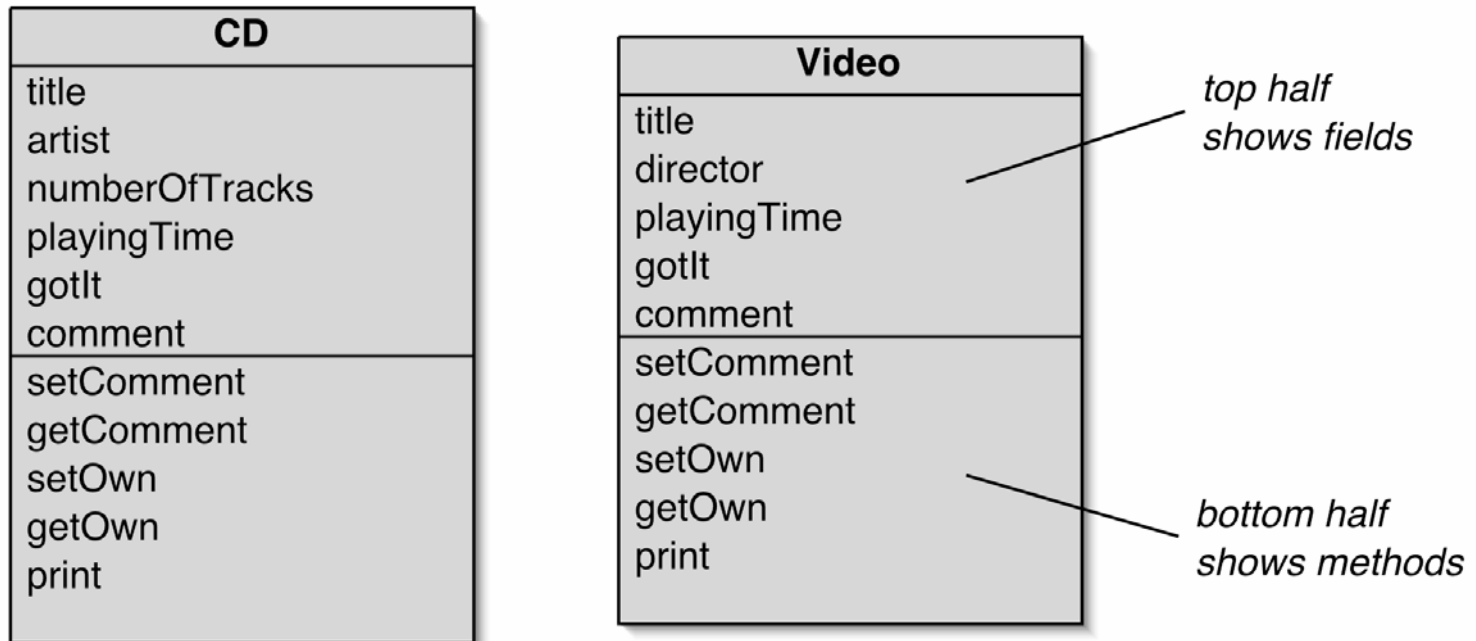 CD
title
artist
numberOfTracks
playingTime
gotIt
comment
setComment
getComment
setOwn
getOwn
print
Video
title
director
playingTime
gotIt
comment
setComment
getComment
setOwn
getOwn
print
top half
shows fields
bottom half
shows methods